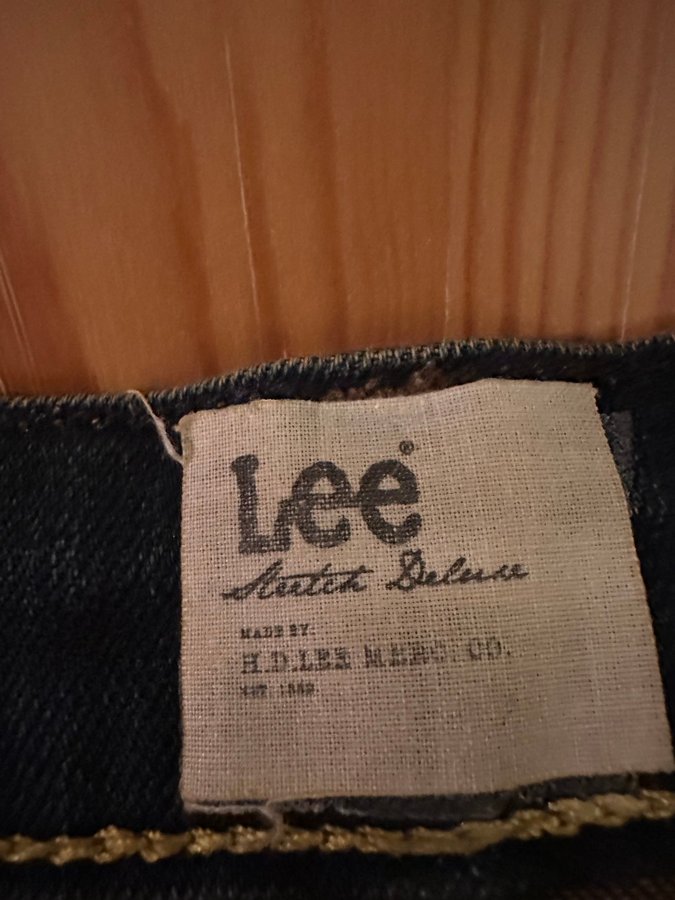 Lee®
Stretch Deluxe
MADE BY:
H.D.LEE MERC. CO.
EST. 1889